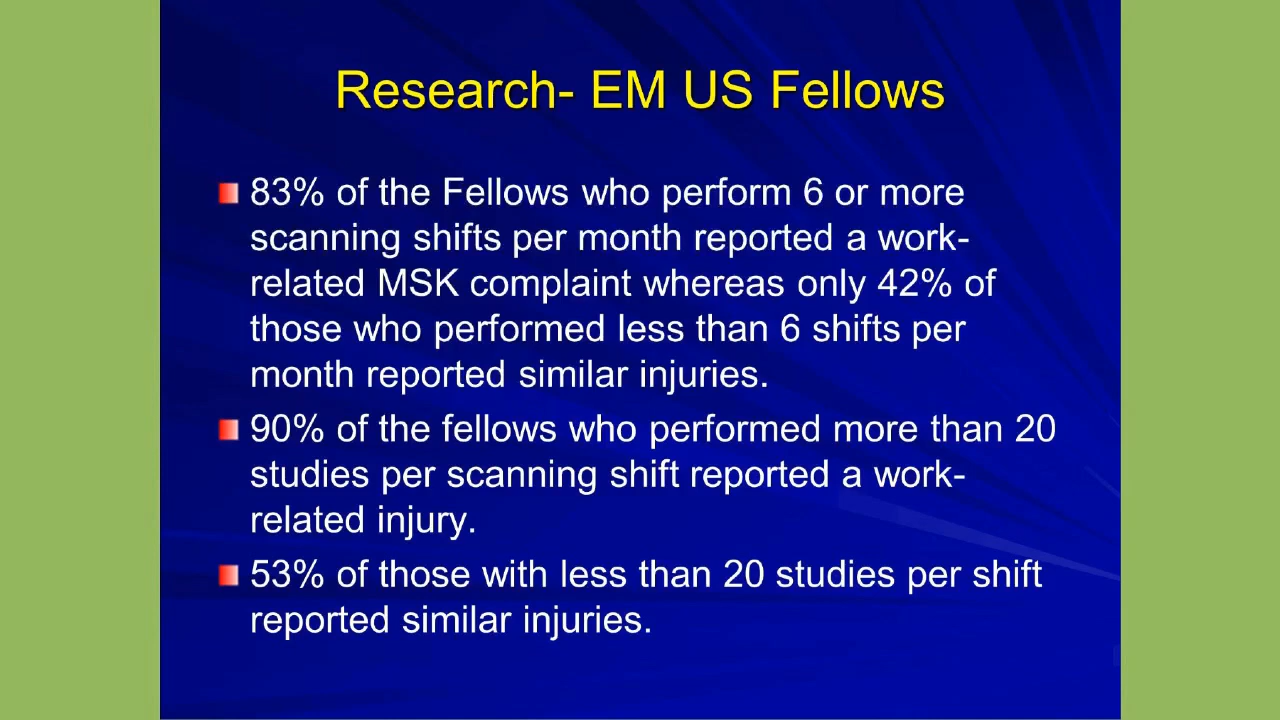 Research- EM US Fellows
83% of the Fellows who perform 6 or more
scanning shifts per month reported a work-
related MSK complaint whereas only 42% of
those who performed less than 6 shifts per
month reported similar injuries.
90% of the fellows who performed more than 20
studies per scanning shift reported a work-
related injury.
53% of those with less than 20 studies per shift
reported similar injuries.